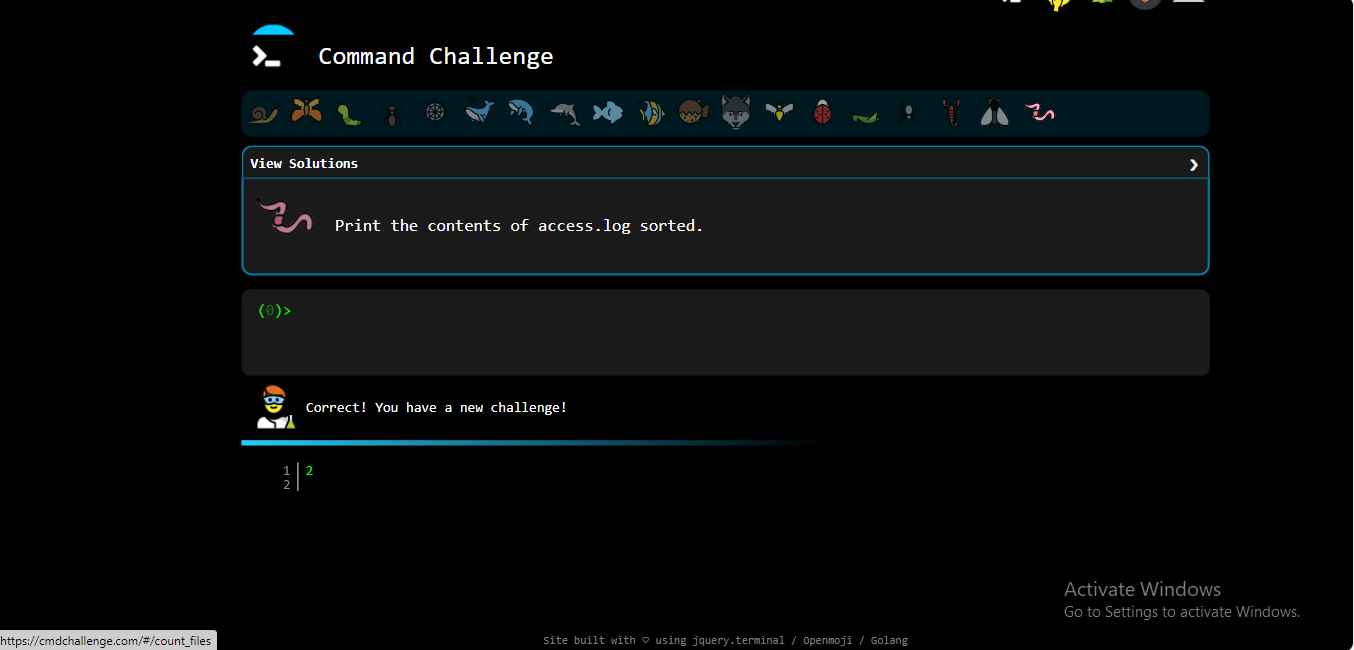 Command Challenge
View Solutions
Print the contents of access.log sorted.
(0)>
Correct! You have a new challenge!
1 2
2
Activate Windows
Go to Settings to activate Windows.
https://cmdchallenge.com/#/count_files
Site built with ♡ using jquery.terminal / Openmoji / Golang